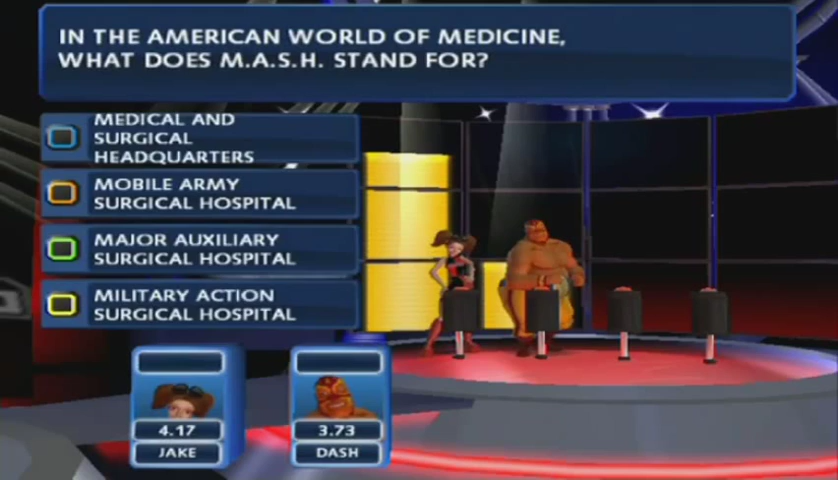 IN THE AMERICAN WORLD OF MEDICINE,
WHAT DOES M.A.S.H. STAND FOR?
MEDICAL AND
SURGICAL
HEADQUARTERS
MOBILE ARMY
SURGICAL HOSPITAL
MAJOR AUXILIARY
SURGICAL HOSPITAL
MILITARY ACTION
SURGICAL HOSPITAL
4.17
JAKE
3.73
DASH